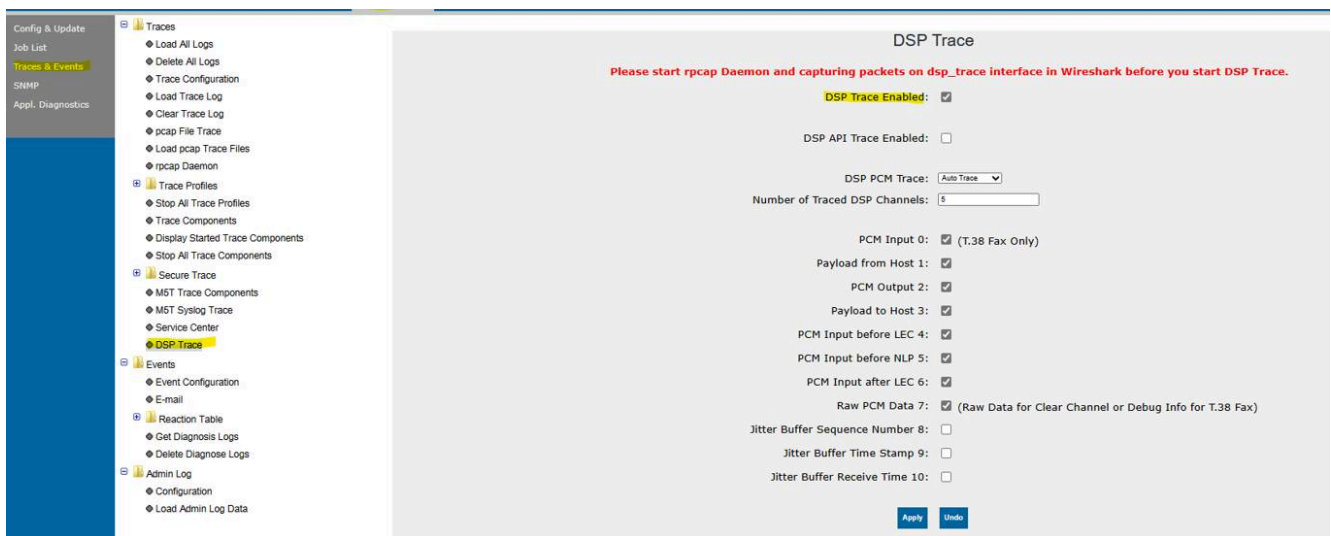 Config & Update
Job List
Traces & Events
SNMP
Appl. Diagnostics
Traces
Load All Logs
Delete All Logs
Trace Configuration
Load Trace Log
Clear Trace Log
pcap File Trace
Load pcap Trace Files
rpcap Daemon
Trace Profiles
Stop All Trace Profiles
Trace Components
Display Started Trace Components
Stop All Trace Components
Secure Trace
M5T Trace Components
M5T Syslog Trace
Service Center
DSP Trace
Events
Event Configuration
E-mail
Reaction Table
Get Diagnosis Logs
Delete Diagnose Logs
Admin Log
Configuration
Load Admin Log Data
DSP Trace
Please start rpcap Daemon and capturing packets on dsp_trace interface in Wireshark before you start DSP Trace.
DSP Trace Enabled:
DSP API Trace Enabled:
DSP PCM Trace: Auto Trace
Number of Traced DSP Channels: 5
PCM Input 0: (T.38 Fax Only)
Payload from Host 1:
PCM Output 2:
Payload to Host 3:
PCM Input before LEC 4:
PCM Input before NLP 5:
PCM Input after LEC 6:
Raw PCM Data 7: (Raw Data for Clear Channel or Debug Info for T.38 Fax)
Jitter Buffer Sequence Number 8:
Jitter Buffer Time Stamp 9:
Jitter Buffer Receive Time 10:
Apply Undo